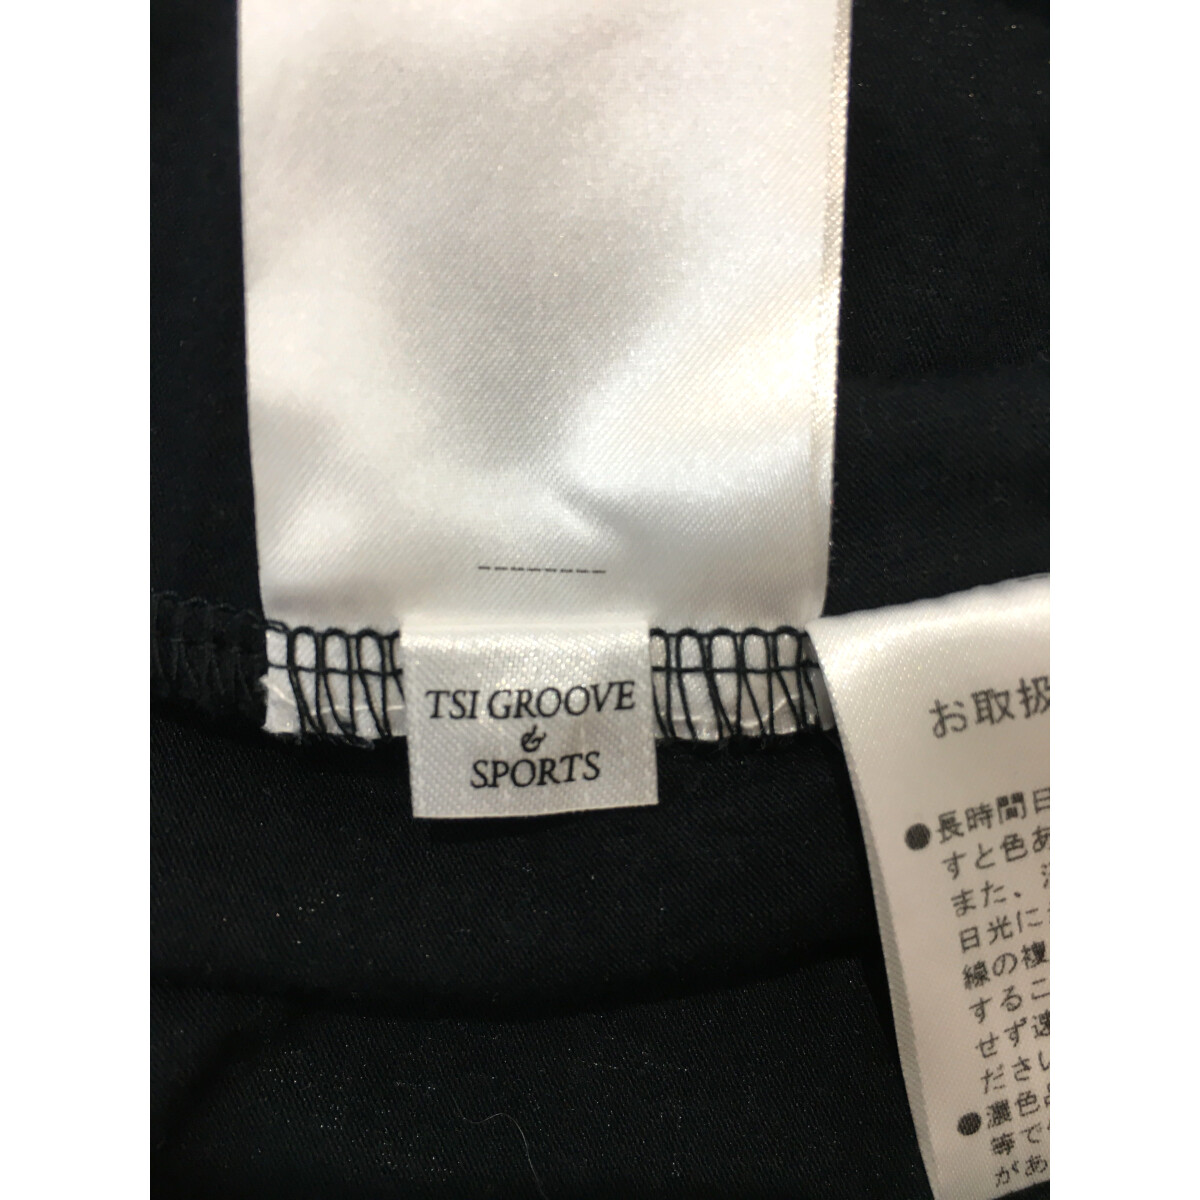 TSI GROOVE
&
SPORTS
お取扱
●長時間日
すと色あ
また、
日光に
線の複
するこ
せず速
ださい
●濃色品
等で
があ